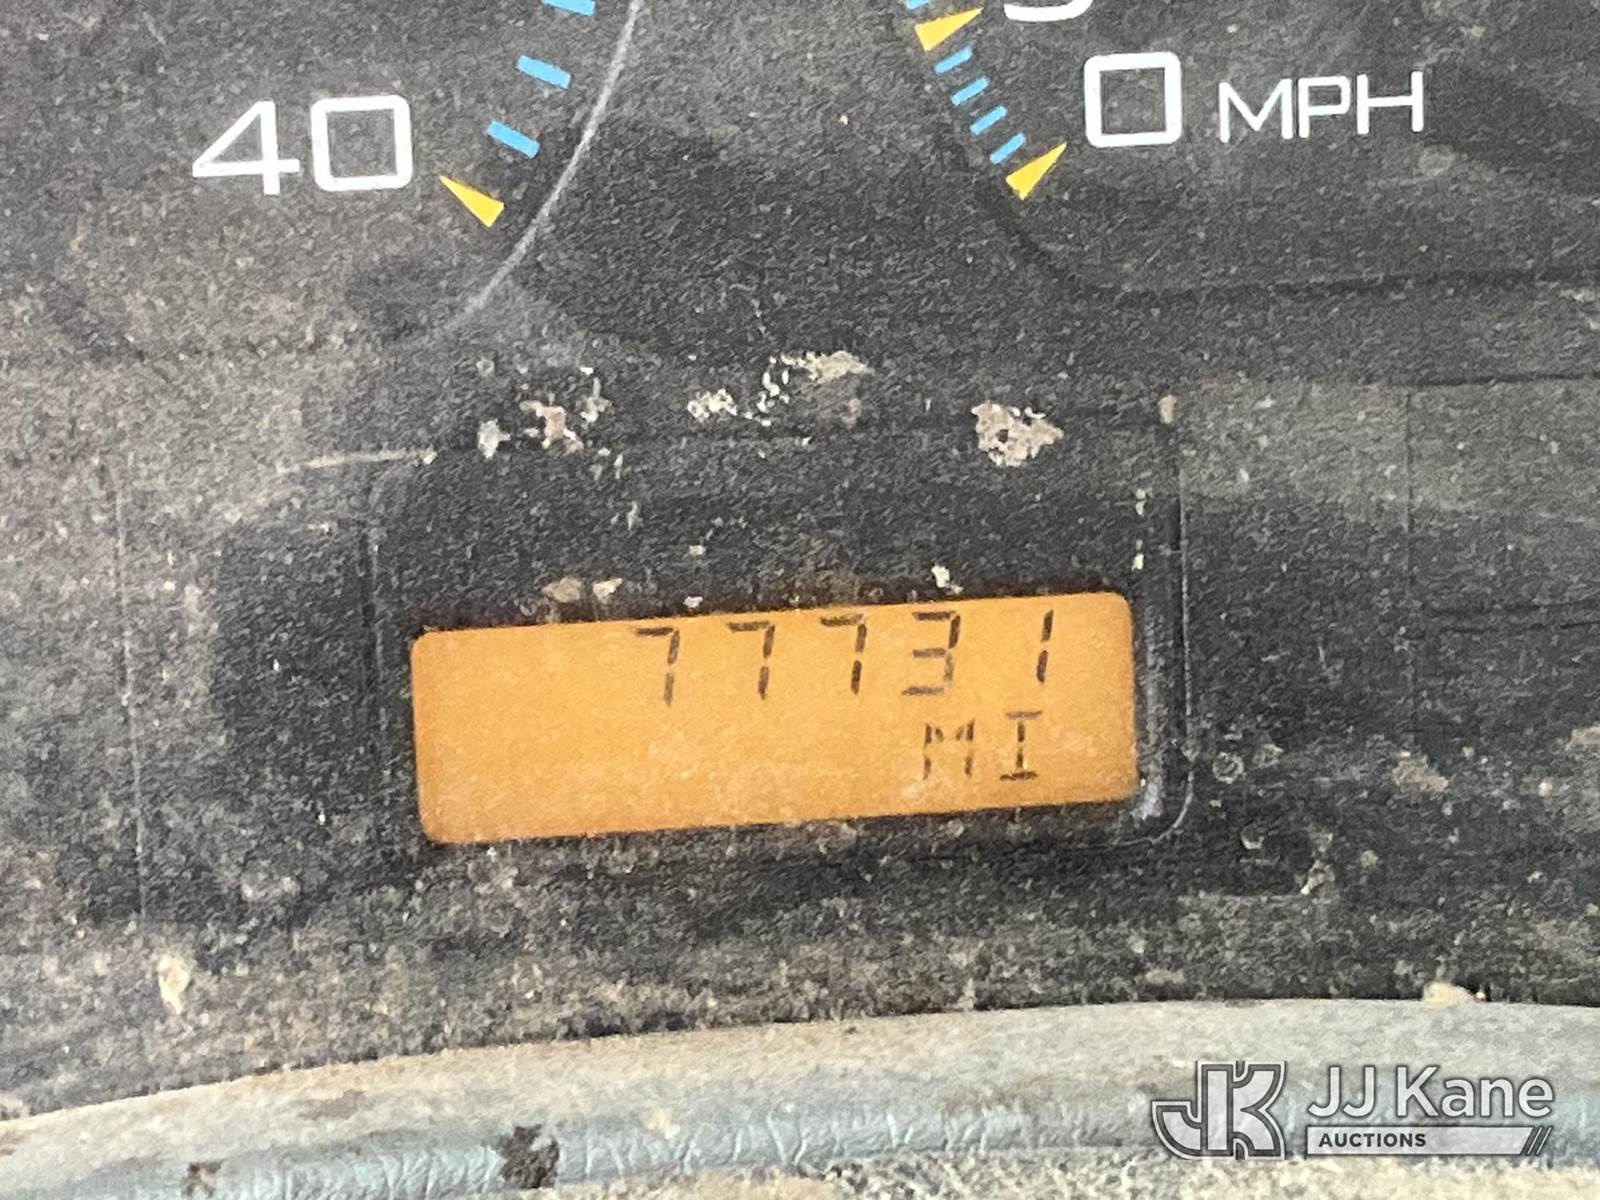 40
0 MPH
77731
MI
JJ Kane
AUCTIONS